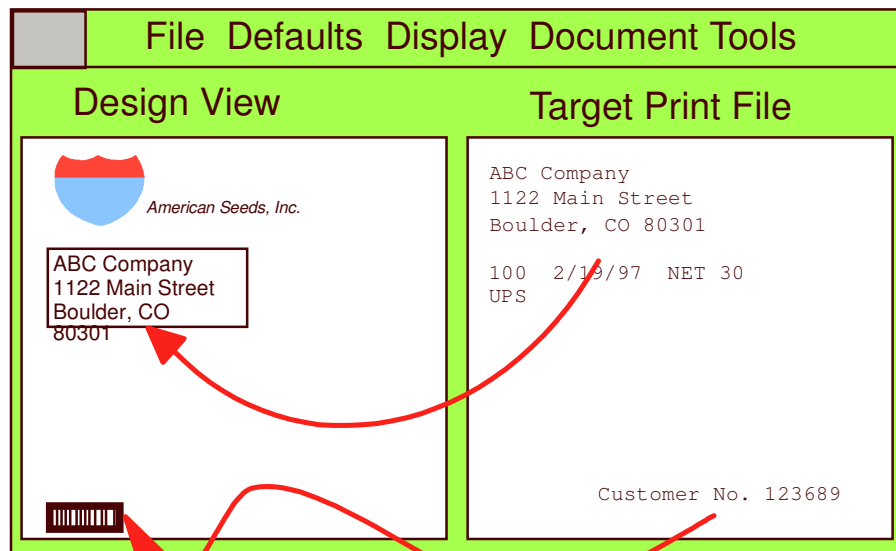 File Defaults Display Document Tools
Design View
Target Print File
American Seeds, Inc.
ABC Company
1122 Main Street
Boulder, CO
80301
ABC Company
1122 Main Street
Boulder, CO 80301
100 2/19/97 NET 30
UPS
Customer No. 123689